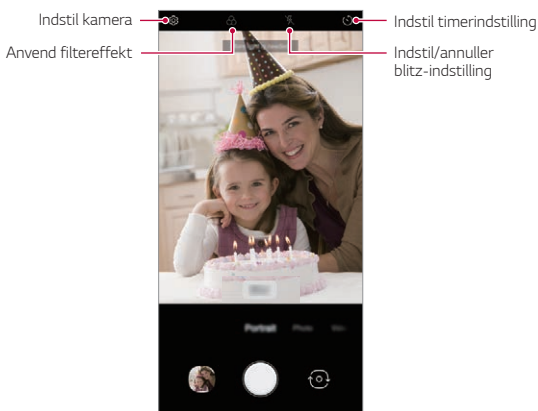 Indstil kamera
Indstil timerindstilling
Anvend filtereffekt
Indstil/annuller
blitz-indstilling
Portrait
Photo